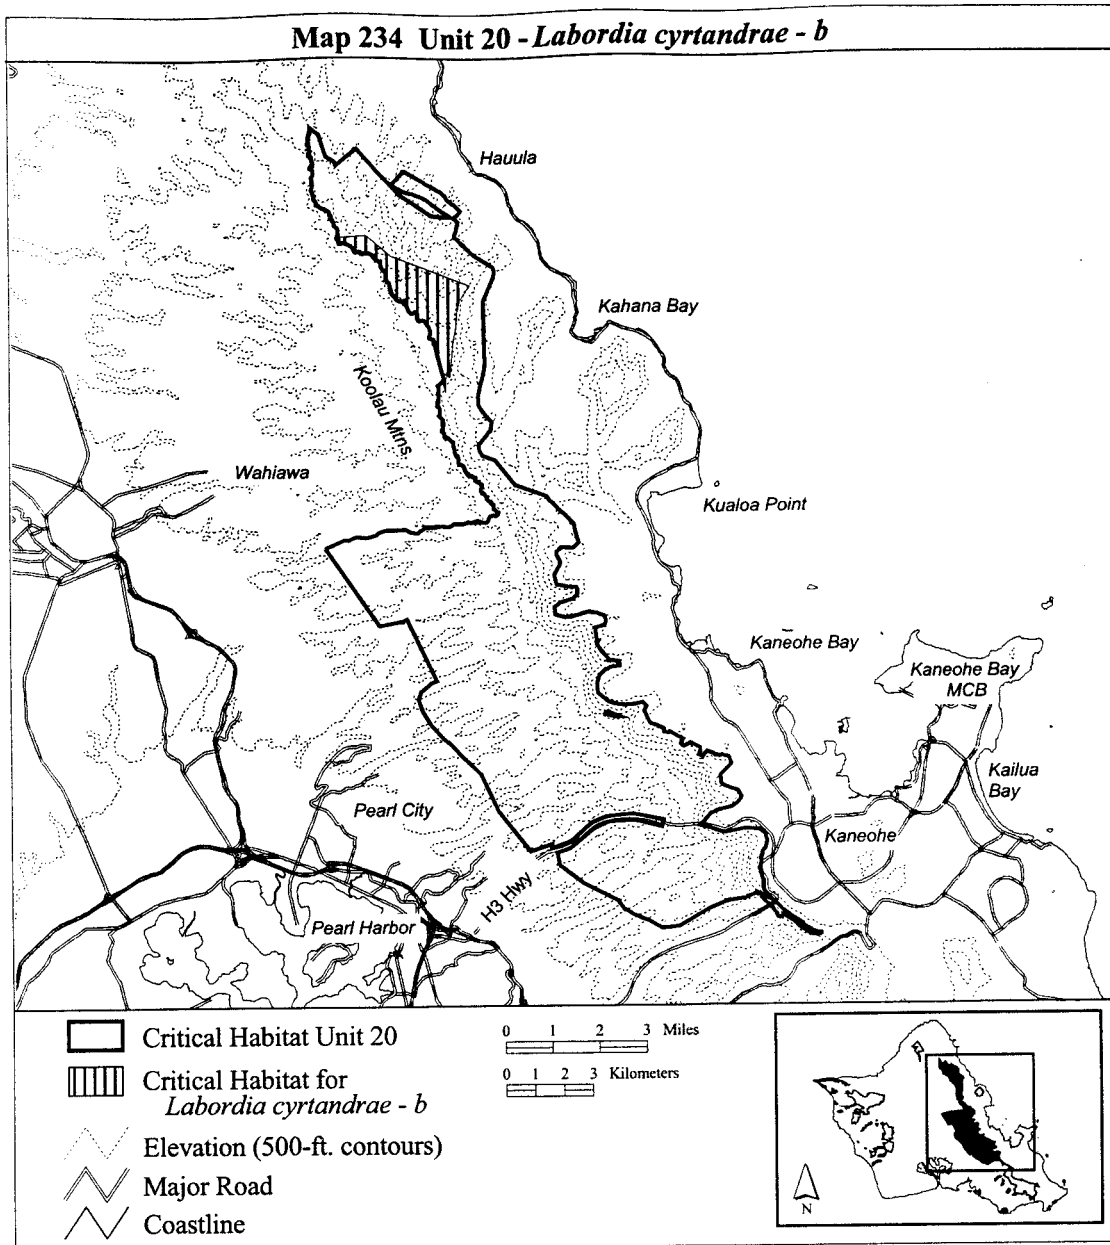 Map 234 Unit 20 - Labordia cyrtandrae - b
Hauula
Kahana Bay
Koolau Mtns.
Wahiawa
Kualoa Point
Kaneohe Bay
Kaneohe Bay
MCB
Kailua
Bay
Pearl City
Kaneohe
H3 Hwy
Pearl Harbor
Critical Habitat Unit 20
Critical Habitat for
Labordia cyrtandrae - b
Elevation (500-ft. contours)
Major Road
Coastline
0 1 2 3 Miles
0 1 2 3 Kilometers
N